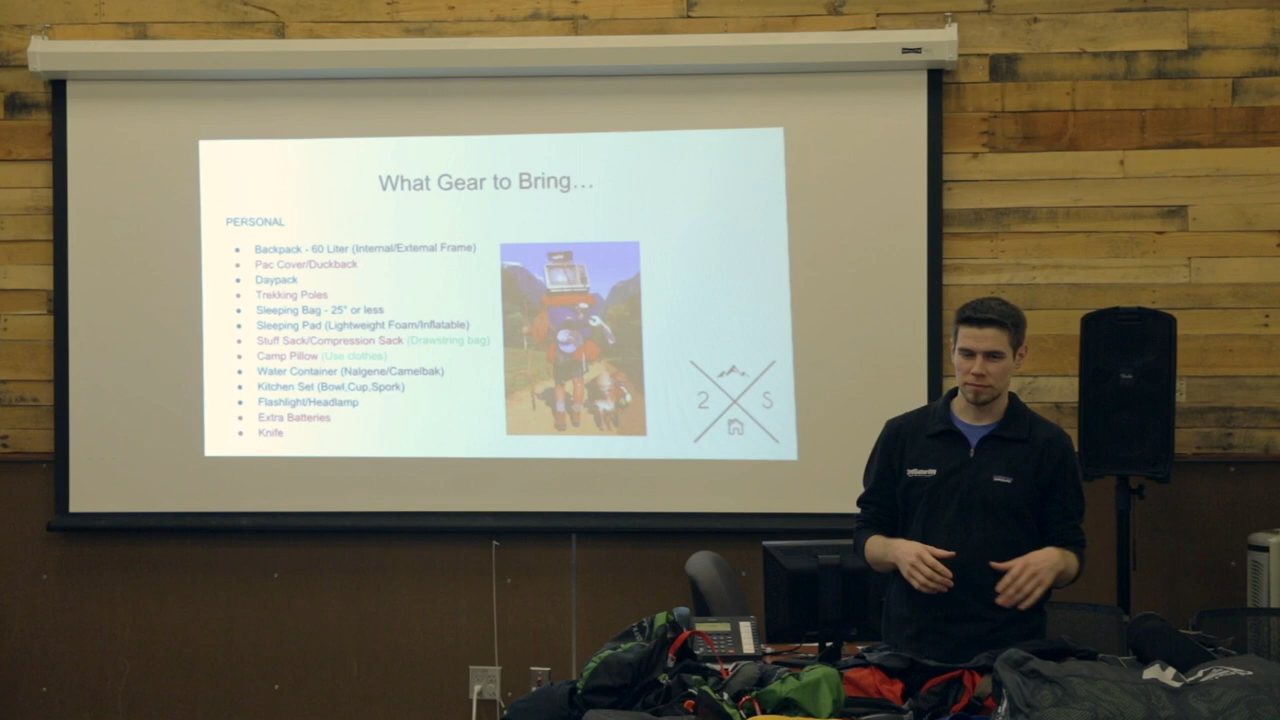 What Gear to Bring...
PERSONAL
Backpack - 60 Liter (Internal/External Frame)
Pac Cover/Duckback
Daypack
Trekking Poles
Sleeping Bag - 25° or less
Sleeping Pad (Lightweight Foam/Inflatable)
Stuff Sack/Compression Sack (Drawstring bag)
Camp Pillow (Use clothes)
Water Container (Nalgene/Camelbak)
Kitchen Set (Bowl,Cup,Spork)
Flashlight/Headlamp
Extra Batteries
Knife
2 S
patagonia